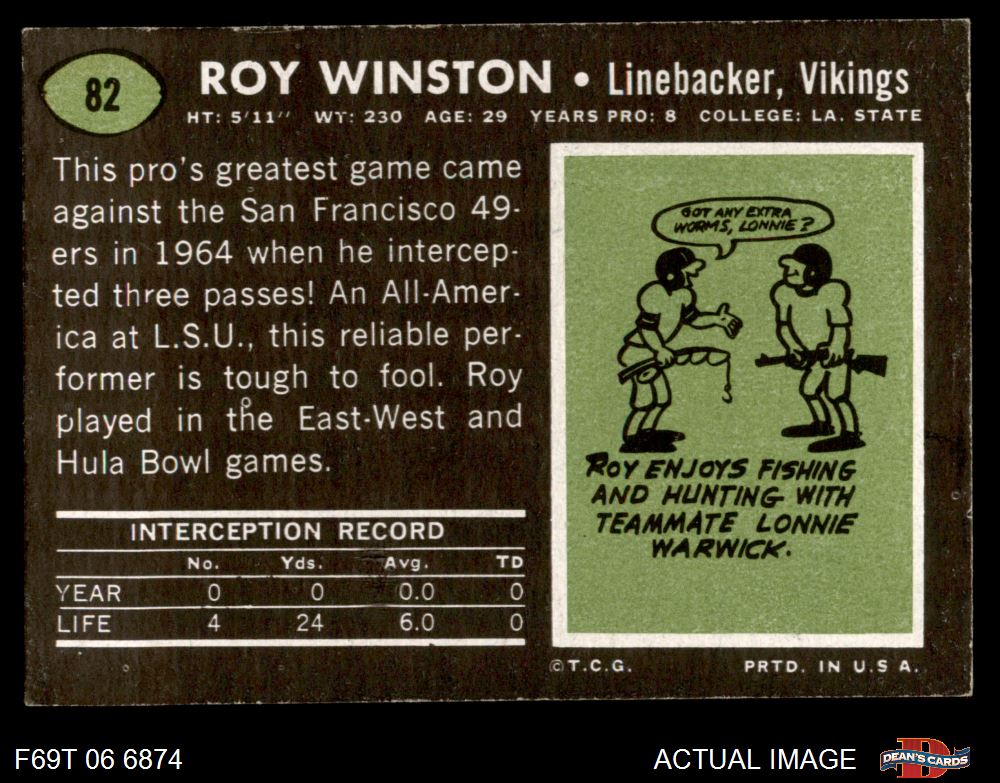 82
ROY WINSTON • Linebacker, Vikings
HT: 5'11" WT: 230 AGE: 29 YEARS PRO: 8 COLLEGE: LA. STATE
This pro's greatest game came
against the San Francisco 49-
ers in 1964 when he intercep-
ted three passes! An All-Amer-
ica at L.S.U., this reliable per-
former is tough to fool. Roy
played in the East-West and
Hula Bowl games.
INTERCEPTION RECORD
No. Yds. Avg. TD
YEAR 0 0 0.0 0
LIFE 4 24 6.0 0
GOT ANY EXTRA
WORMS, LONNIE?
ROY ENJOYS FISHING
AND HUNTING WITH
TEAMMATE LONNIE
WARWICK.
©T.C.G. PRTD. IN U.S A.
F69T 06 6874
ACTUAL IMAGE
DEAN'S CARDS